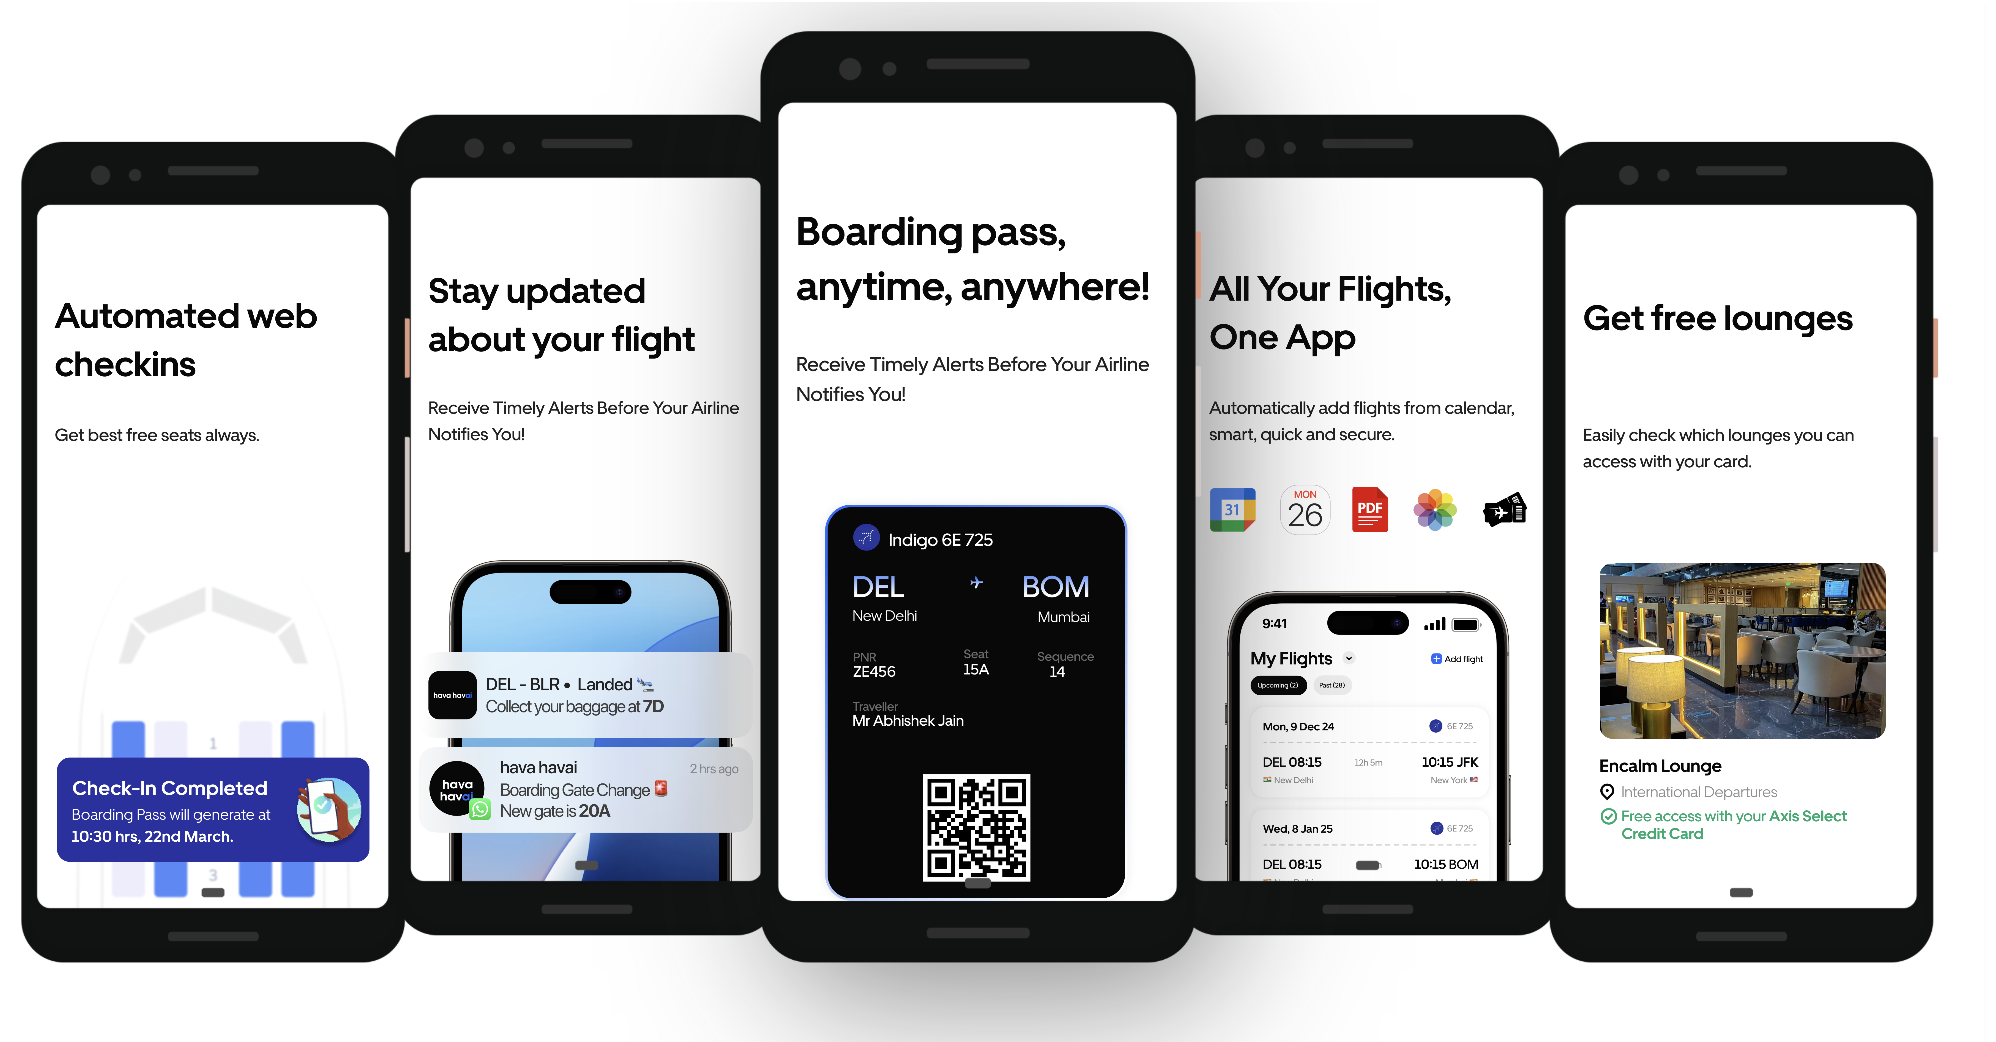 Automated web
checkins
Get best free seats always.
1
Check-In Completed
Boarding Pass will generate at
10:30 hrs, 22nd March.
3
Stay updated
about your flight
Receive Timely Alerts Before Your Airline
Notifies You!
hava havai
DEL - BLR • Landed 🛬
Collect your baggage at 7D
hava
havai
hava havai
2 hrs ago
Boarding Gate Change 🚨
New gate is 20A
Boarding pass,
anytime, anywhere!
Receive Timely Alerts Before Your Airline
Notifies You!
Indigo 6E 725
DEL BOM
New Delhi Mumbai
PNR Seat Sequence
ZE456 15A 14
Traveller
Mr Abhishek Jain
All Your Flights,
One App
Automatically add flights from calendar,
smart, quick and secure.
31
MON
26
PDF
9:41
My Flights
Add flight
Upcoming (2) Past (28)
Mon, 9 Dec 24 6E 725
DEL 08:15 12h 5m 10:15 JFK
New Delhi New York
Wed, 8 Jan 25 6E 725
DEL 08:15 10:15 BOM
Get free lounges
Easily check which lounges you can
access with your card.
Encalm Lounge
International Departures
Free access with your Axis Select
Credit Card